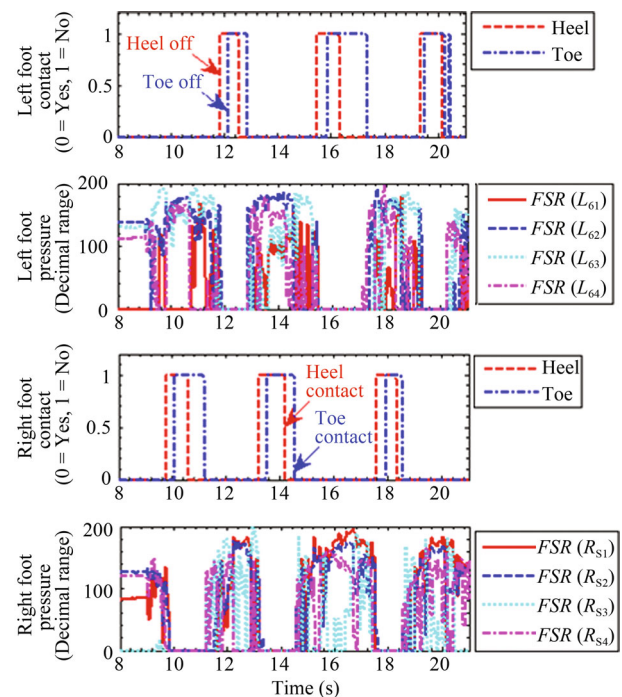 Left foot
contact
(0 = Yes, 1 = No)
1
0.5
0
Heel off
Toe off
Heel
Toe
8 10 12 14 16 18 20
Left foot
pressure
(Decimal range)
200
100
0
FSR (L61)
FSR (L62)
FSR (L63)
FSR (L64)
8 10 12 14 16 18 20
Right foot
contact
(0 = Yes, 1 = No)
1
0.5
0
Heel
contact
Toe
contact
Heel
Toe
8 10 12 14 16 18 20
Right foot
pressure
(Decimal range)
200
100
0
FSR (RS1)
FSR (RS2)
FSR (RS3)
FSR (RS4)
8 10 12 14 16 18 20
Time (s)